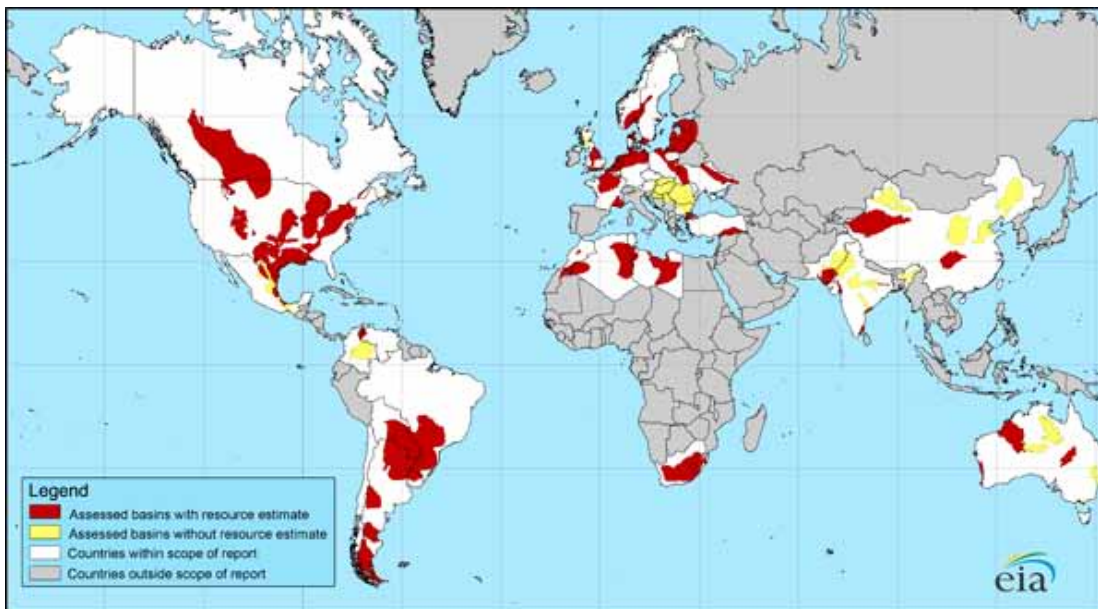 Legend
Assessed basins with resource estimate
Assessed basins without resource estimate
Countries within scope of report
Countries outside scope of report
eia